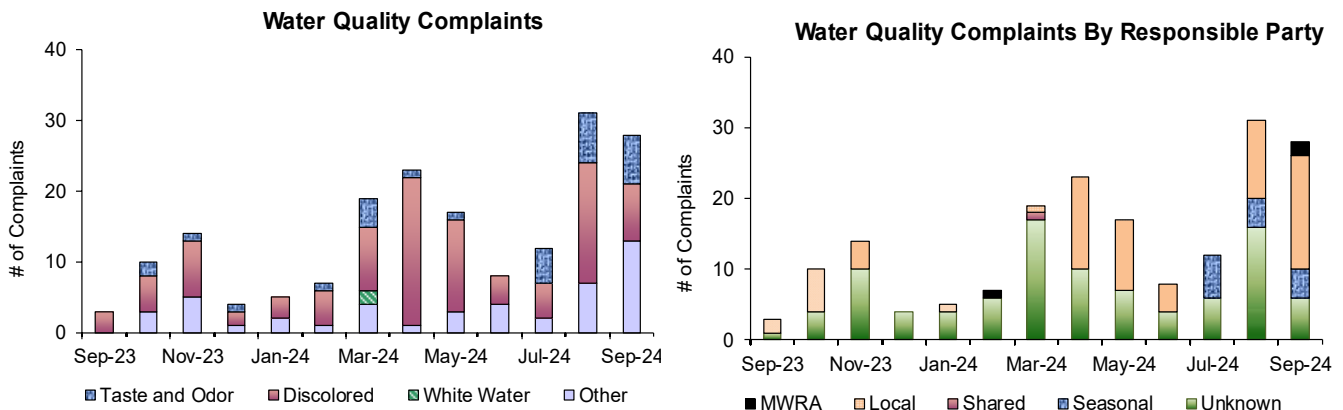 Water Quality Complaints
# of Complaints
40
30
20
10
0
Sep-23 Nov-23 Jan-24 Mar-24 May-24 Jul-24 Sep-24
Taste and Odor Discolored White Water Other
Water Quality Complaints By Responsible Party
# of Complaints
40
30
20
10
0
Sep-23 Nov-23 Jan-24 Mar-24 May-24 Jul-24 Sep-24
MWRA Local Shared Seasonal Unknown